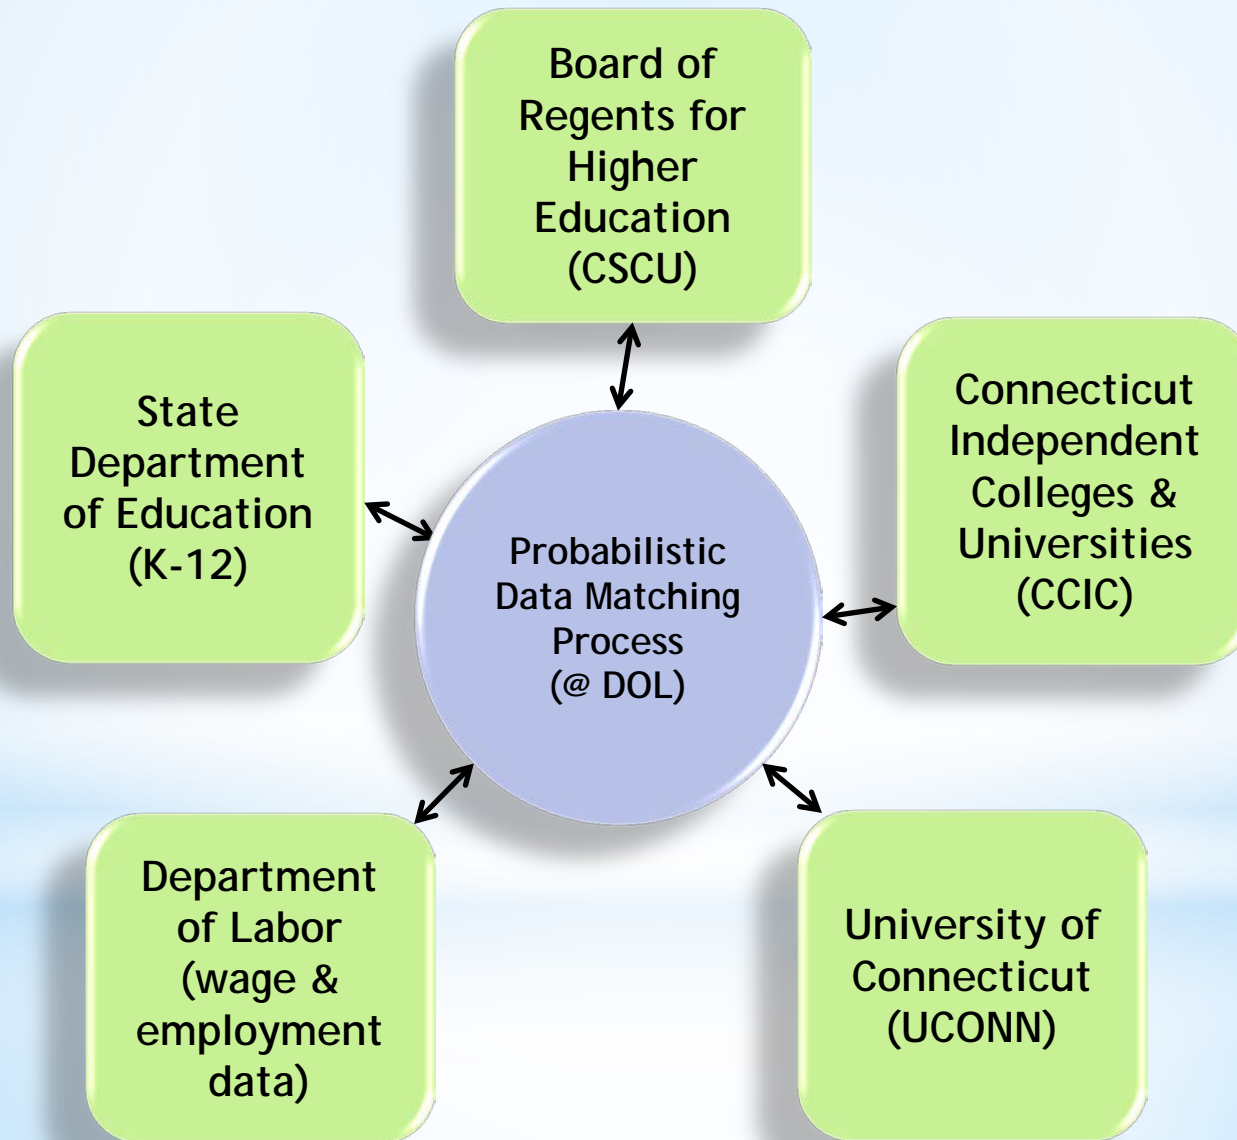 Board of
Regents for
Higher
Education
(CSCU)
State
Department
of Education
(K-12)
Connecticut
Independent
Colleges &
Universities
(CCIC)
Probabilistic
Data Matching
Process
(@ DOL)
Department
of Labor
(wage &
employment
data)
University of
Connecticut
(UCONN)